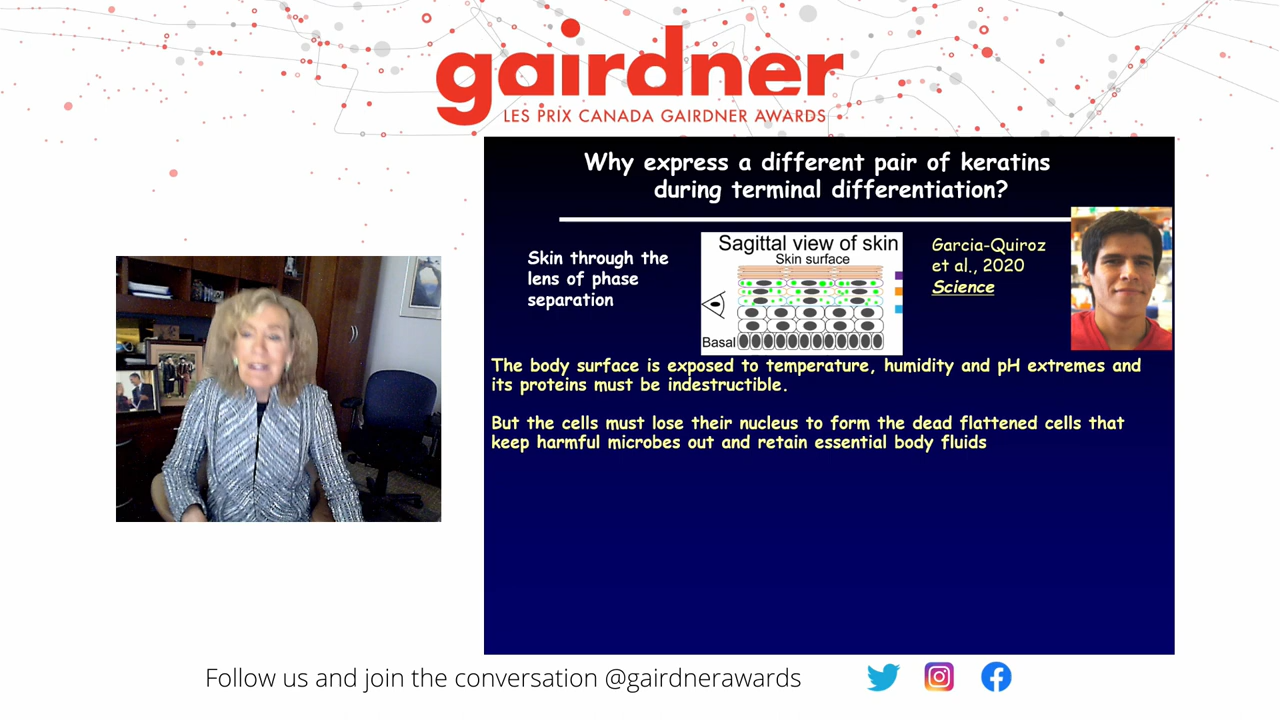 gairdner
LES PRIX CANADA GAIRDNER AWARDS
Why express a different pair of keratins
during terminal differentiation?
Skin through the
lens of phase
separation
Sagittal view of skin
Skin surface
Basal
Garcia-Quiroz
et al., 2020
Science
The body surface is exposed to temperature, humidity and pH extremes and
its proteins must be indestructible.
But the cells must lose their nucleus to form the dead flattened cells that
keep harmful microbes out and retain essential body fluids
Follow us and join the conversation @gairdnerawards